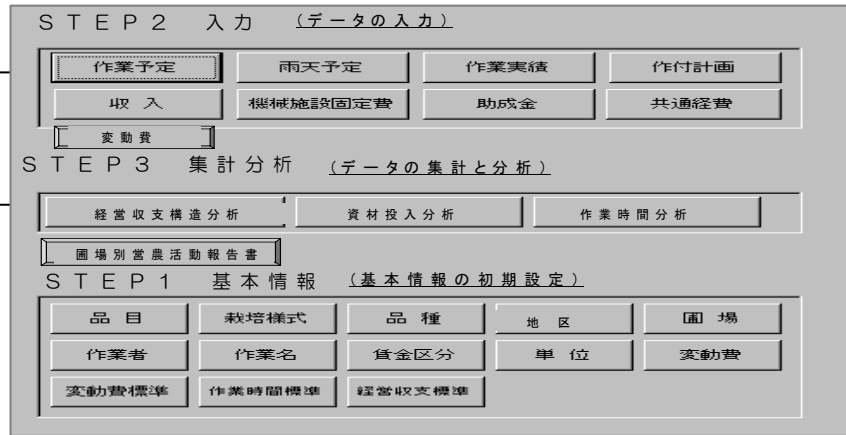 STEP2 入力 (データの入力)
作業予定 雨天予定 作業実績 作付計画
収入 機械施設固定費 助成金 共通経費
変動費
STEP3 集計分析 (データの集計と分析)
経営収支構造分析 資材投入分析 作業時間分析
圃場別営農活動報告書
STEP1 基本情報 (基本情報の初期設定)
品目 栽培様式 品種 地区 圃場
作業者 作業名 賃金区分 単位 変動費
変動費標準 作業時間標準 経営収支標準